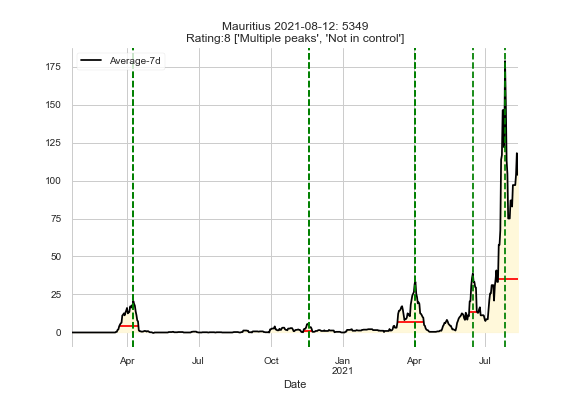 Mauritius 2021-08-12: 5349
Rating:8 ['Multiple peaks', 'Not in control']
Average-7d
175
150
125
100
75
50
25
0
Apr Jul Oct Jan Apr Jul
2021
Date